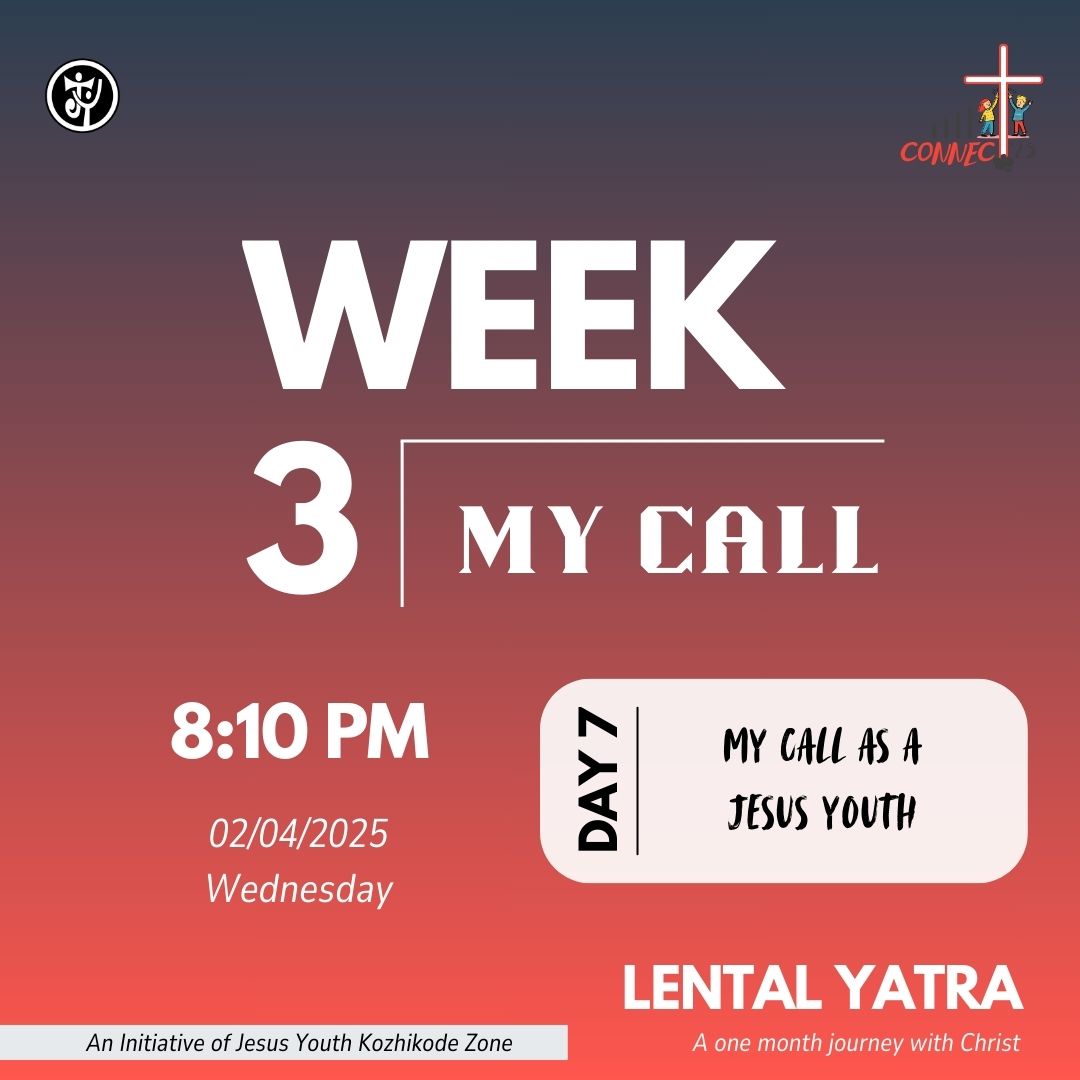 CONNECT
WEEK
3
MY CALL
8:10 PM
02/04/2025
Wednesday
DAY 7
MY CALL AS A
JESUS YOUTH
LENTAL YATRA
A one month journey with Christ
An Initiative of Jesus Youth Kozhikode Zone